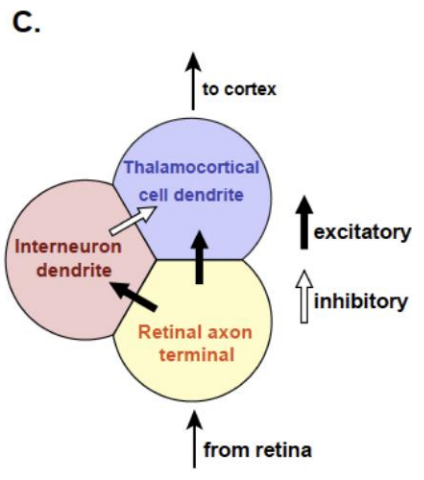 C.
to cortex
Thalamocortical
cell dendrite
Interneuron
dendrite
excitatory
inhibitory
Retinal axon
terminal
from retina